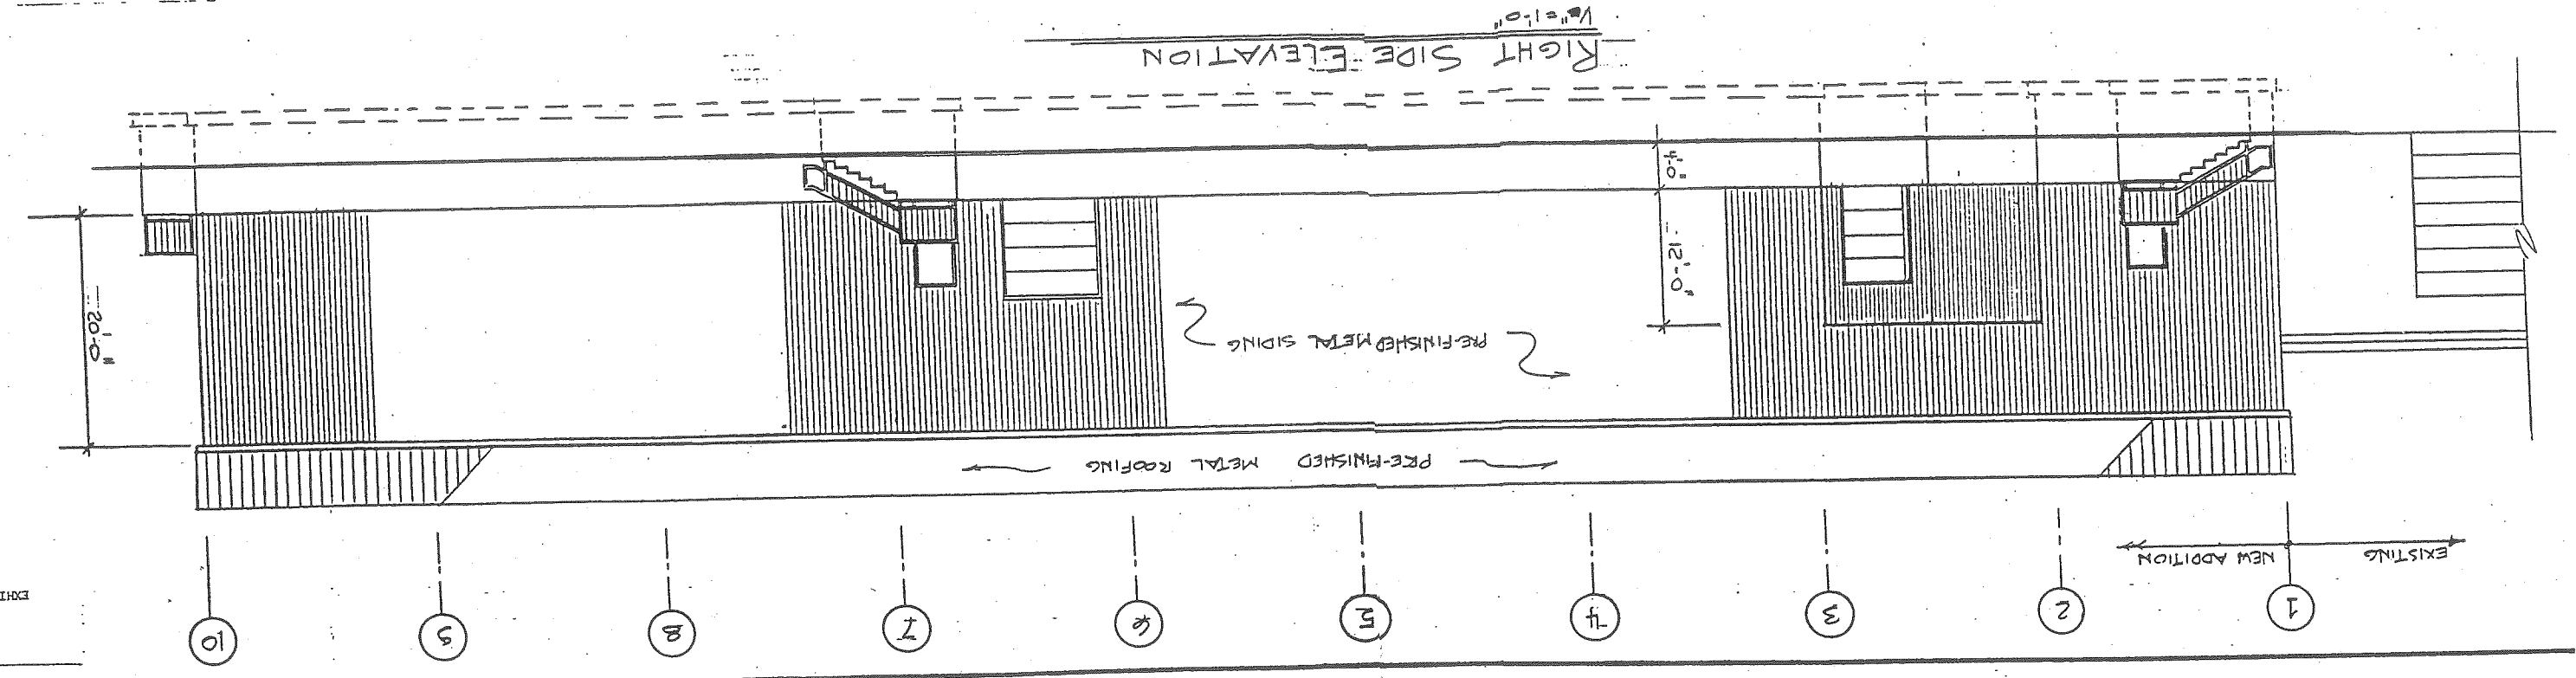 EXHI
1 2 3 4 5 6 7 8 9 10
EXISTING NEW ADDITION
PRE-FINISHED METAL ROOFING
PRE-FINISHED METAL SIDING
12'-0"
4'-0"
20'-0"
RIGHT SIDE ELEVATION
1/8"=1'-0"